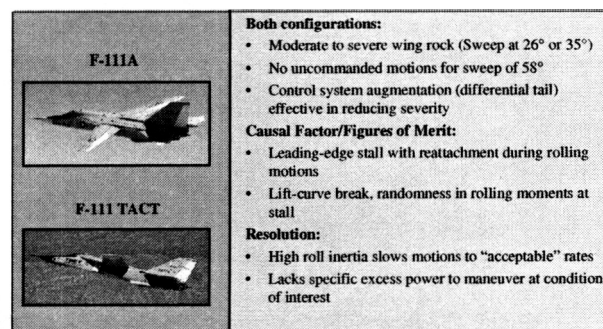 F-111A
F-111 TACT
Both configurations:
• Moderate to severe wing rock (Sweep at 26° or 35°)
• No uncommanded motions for sweep of 58°
• Control system augmentation (differential tail)
effective in reducing severity
Causal Factor/Figures of Merit:
• Leading-edge stall with reattachment during rolling
motions
• Lift-curve break, randomness in rolling moments at
stall
Resolution:
• High roll inertia slows motions to “acceptable” rates
• Lacks specific excess power to maneuver at condition
of interest